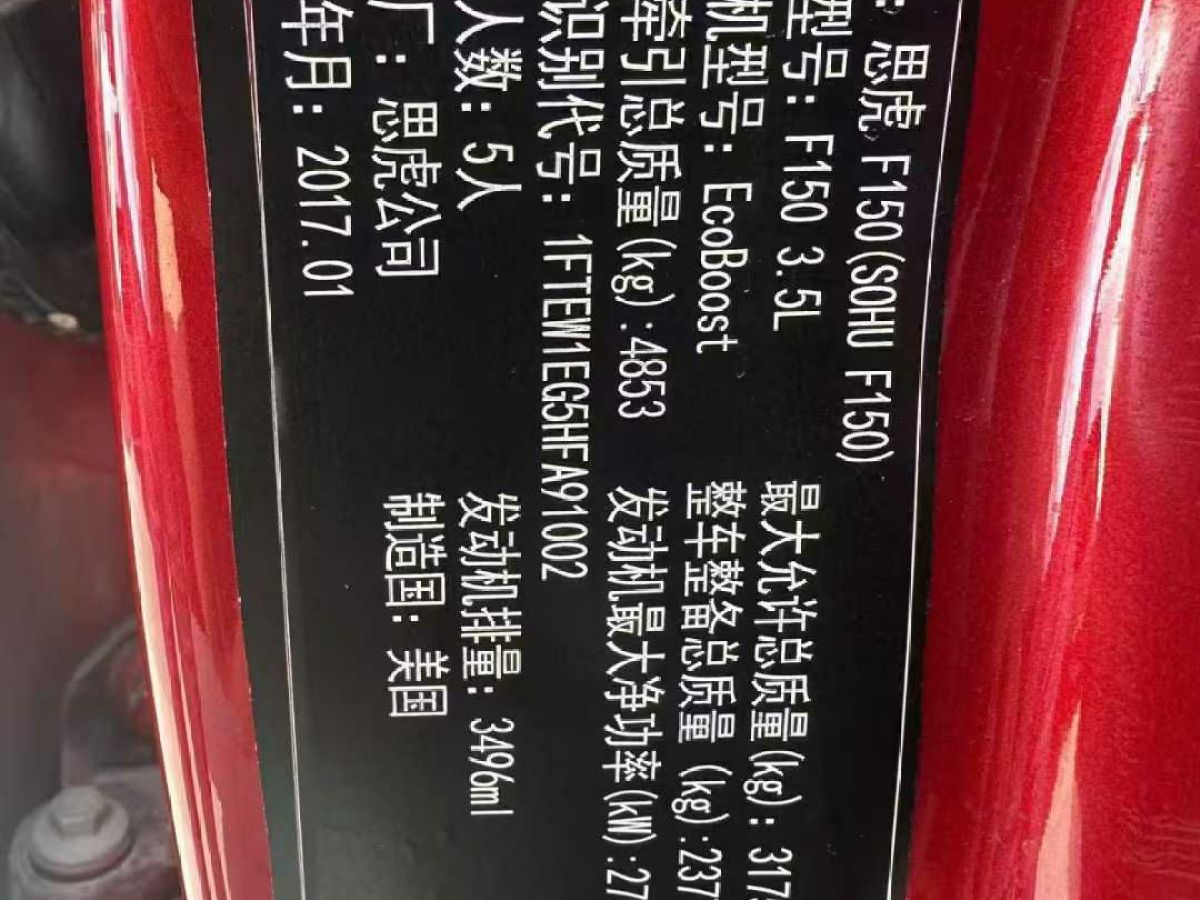 : 思虎 F150(SOHU F150)
型号: F150 3.5L
最大允许总质量(kg): 317
机型号: EcoBoost
整车整备总质量 (kg):237
牵引总质量(kg):4853
发动机最大净功率(kW):27
识别代号: 1FTEW1EG5HFA91002
人数: 5人
发动机排量: 3496ml
厂: 思虎公司
制造国: 美国
年月: 2017.01